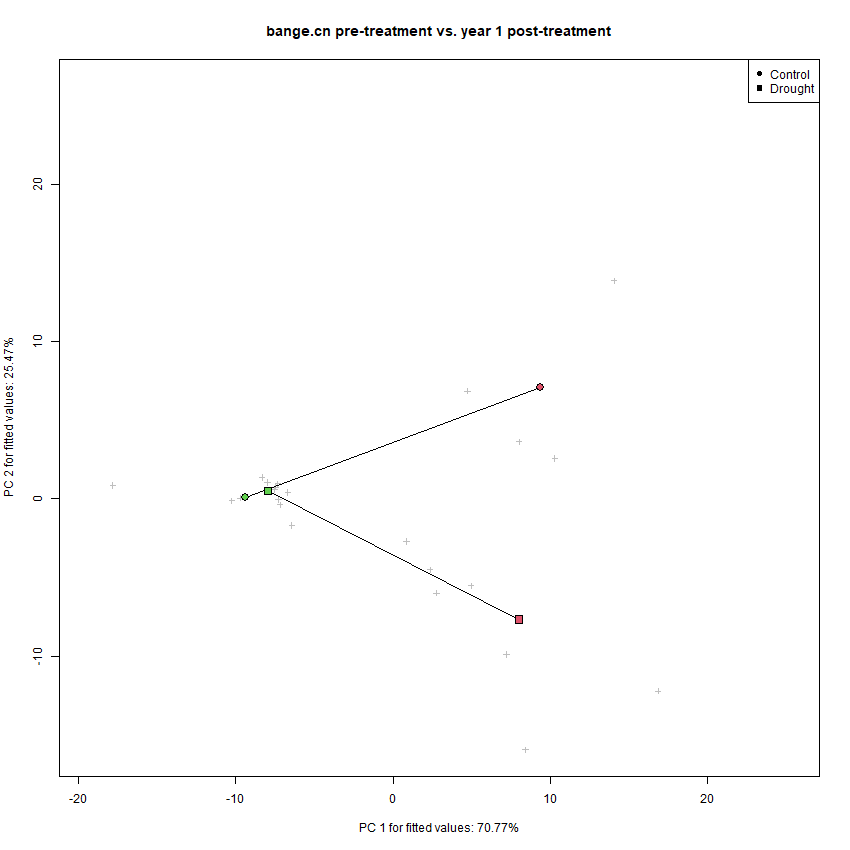 bange.cn pre-treatment vs. year 1 post-treatment
Control
Drought
PC 2 for fitted values: 25.47%
20
10
0
-10
-20
-10
0
10
20
PC 1 for fitted values: 70.77%